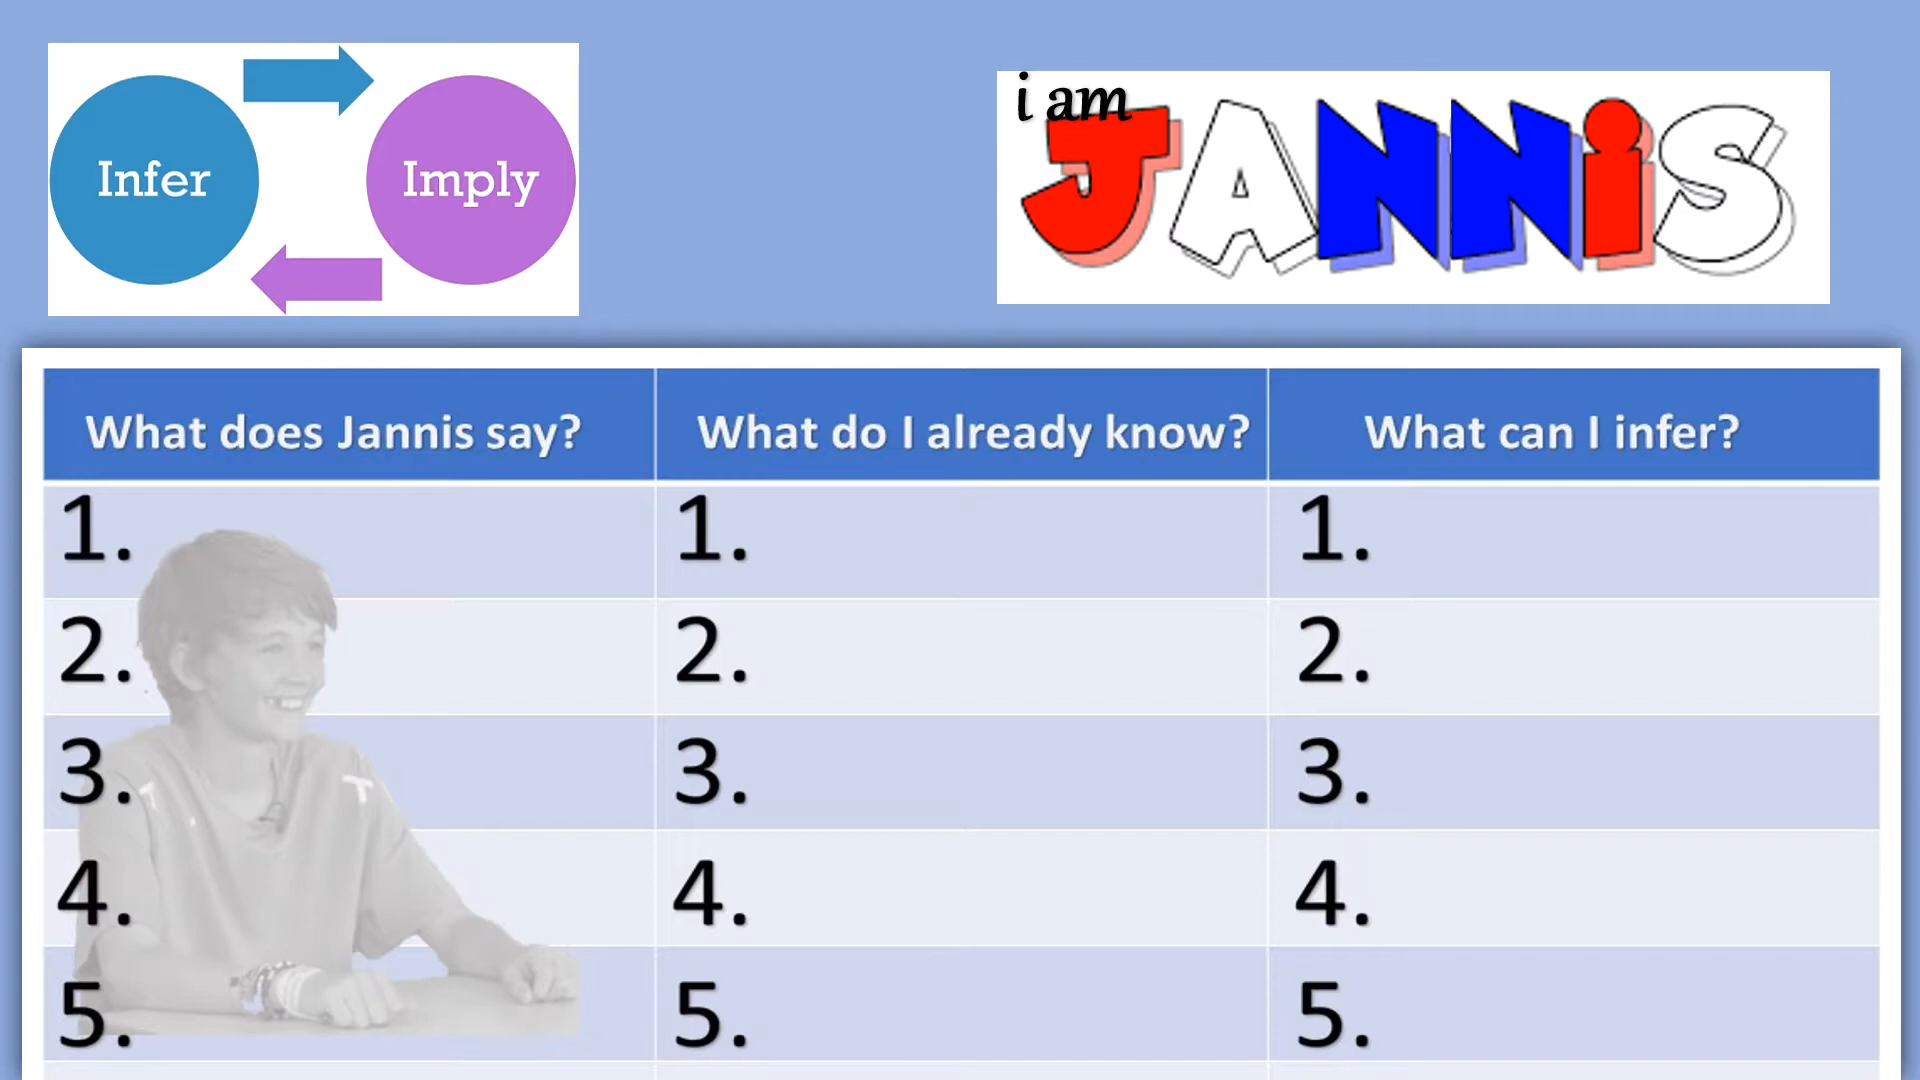 Infer
Imply
i am
JANNiS
What does Jannis say?
What do I already know?
What can I infer?
1.
1.
1.
2.
2.
2.
3.
3.
3.
4.
4.
4.
5.
5.
5.